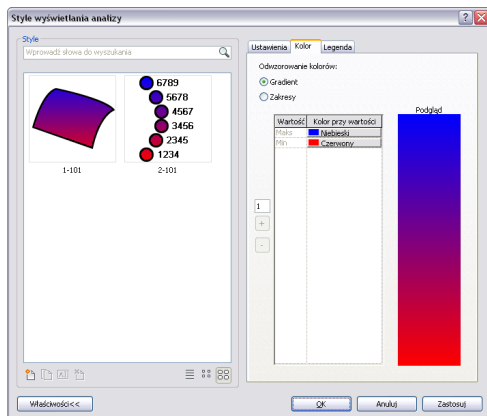 Style wyświetlania analizy
Style
Wprowadź słowa do wyszukania
6789
5678
4567
3456
2345
1234
1-101
2-101
Właściwości<<
Ustawienia Kolor Legenda
Odwzorowanie kolorów:
Gradient
Zakresy
Podgląd
Wartość Kolor przy wartości
Maks Niebieski
Min Czerwony
1
+
-
OK Anuluj Zastosuj